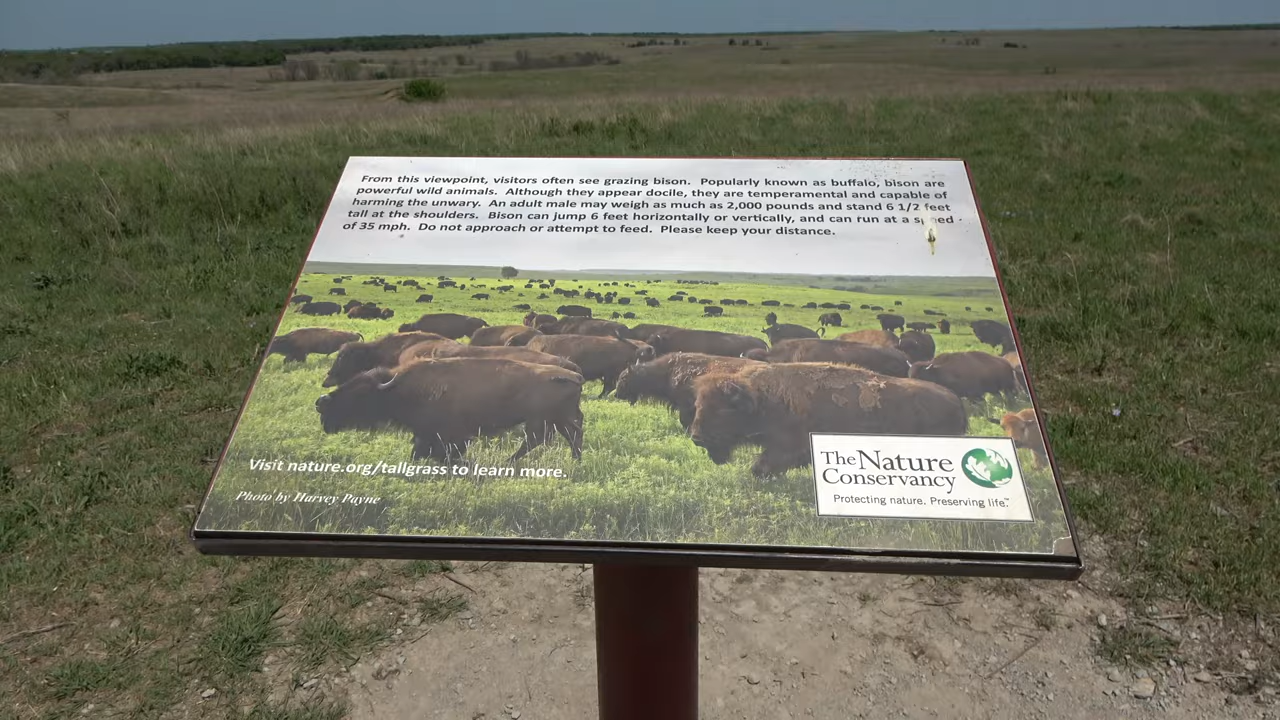 From this viewpoint, visitors often see grazing bison. Popularly known as buffalo, bison are
powerful wild animals. Although they appear docile, they are temperamental and capable of
harming the unwary. An adult male may weigh as much as 2,000 pounds and stand 6 1/2 feet
tall at the shoulders. Bison can jump 6 feet horizontally or vertically, and can run at a speed
of 35 mph. Do not approach or attempt to feed. Please keep your distance.
The Nature
Conservancy
Protecting nature. Preserving life.™
Visit nature.org/tallgrass to learn more.
Photo by Harvey Payne